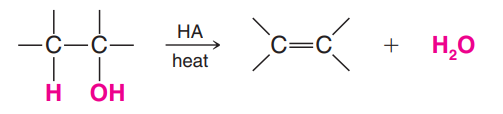 HA
—C—C— → C=C + H₂O
heat
H OH